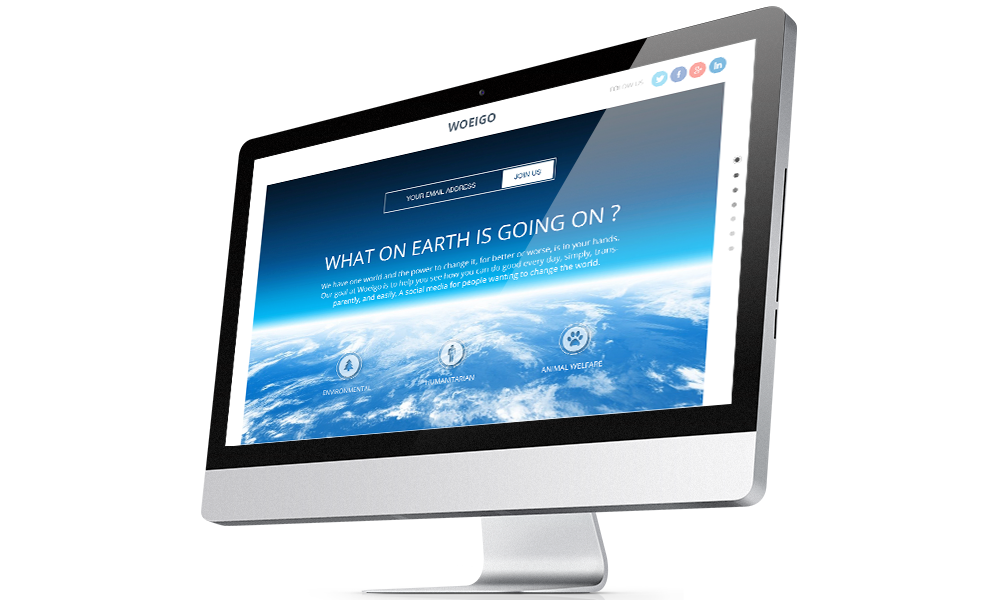 FOLLOW US:
WOEIGO
YOUR EMAIL ADDRESS
JOIN US!
WHAT ON EARTH IS GOING ON ?
We have one world and the power to change it, for better or worse, is in your hands.
Our goal at Woeigo is to help you see how you can do good every day, simply, trans-
parently, and easily. A social media for people wanting to change the world.
ENVIRONMENTAL
HUMANITARIAN
ANIMAL WELFARE